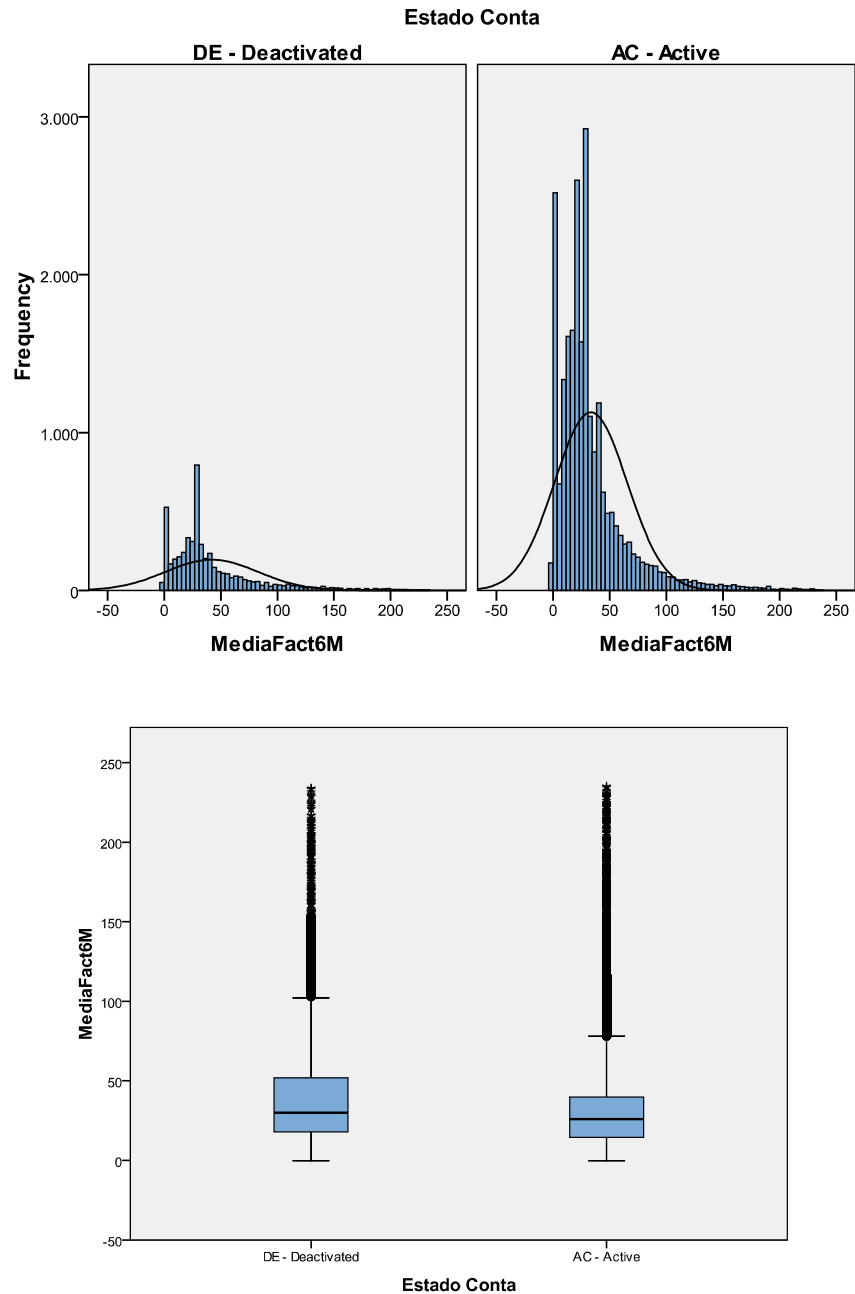 Estado Conta
DE - Deactivated
AC - Active
Frequency
3.000
2.000
1.000
0
-50 0 50 100 150 200 250
-50 0 50 100 150 200 250
MediaFact6M
MediaFact6M
MediaFact6M
250
200
150
100
50
0
-50
DE - Deactivated
AC - Active
Estado Conta